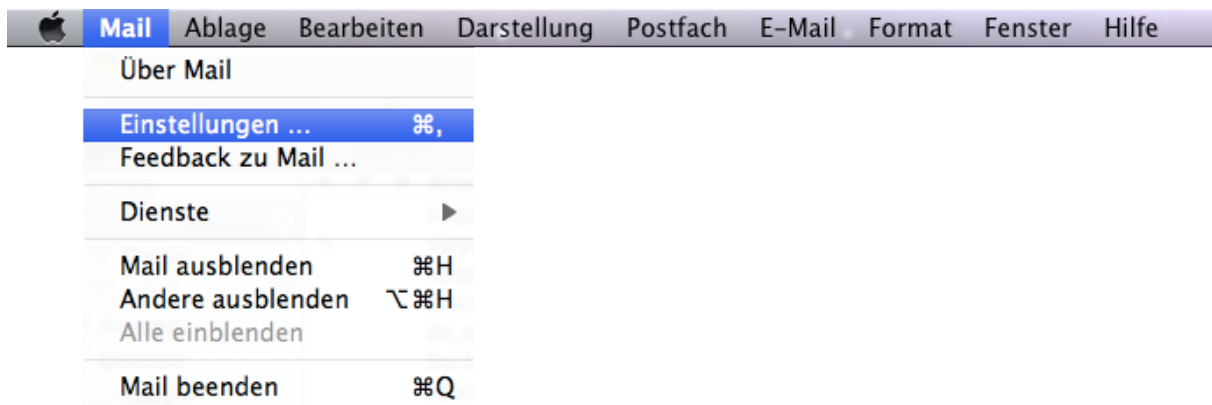 Mail Ablage Bearbeiten Darstellung Postfach E-Mail Format Fenster Hilfe
Über Mail
Einstellungen ... ⌘,
Feedback zu Mail ...
Dienste ▶
Mail ausblenden ⌘H
Andere ausblenden ⌥⌘H
Alle einblenden
Mail beenden ⌘Q